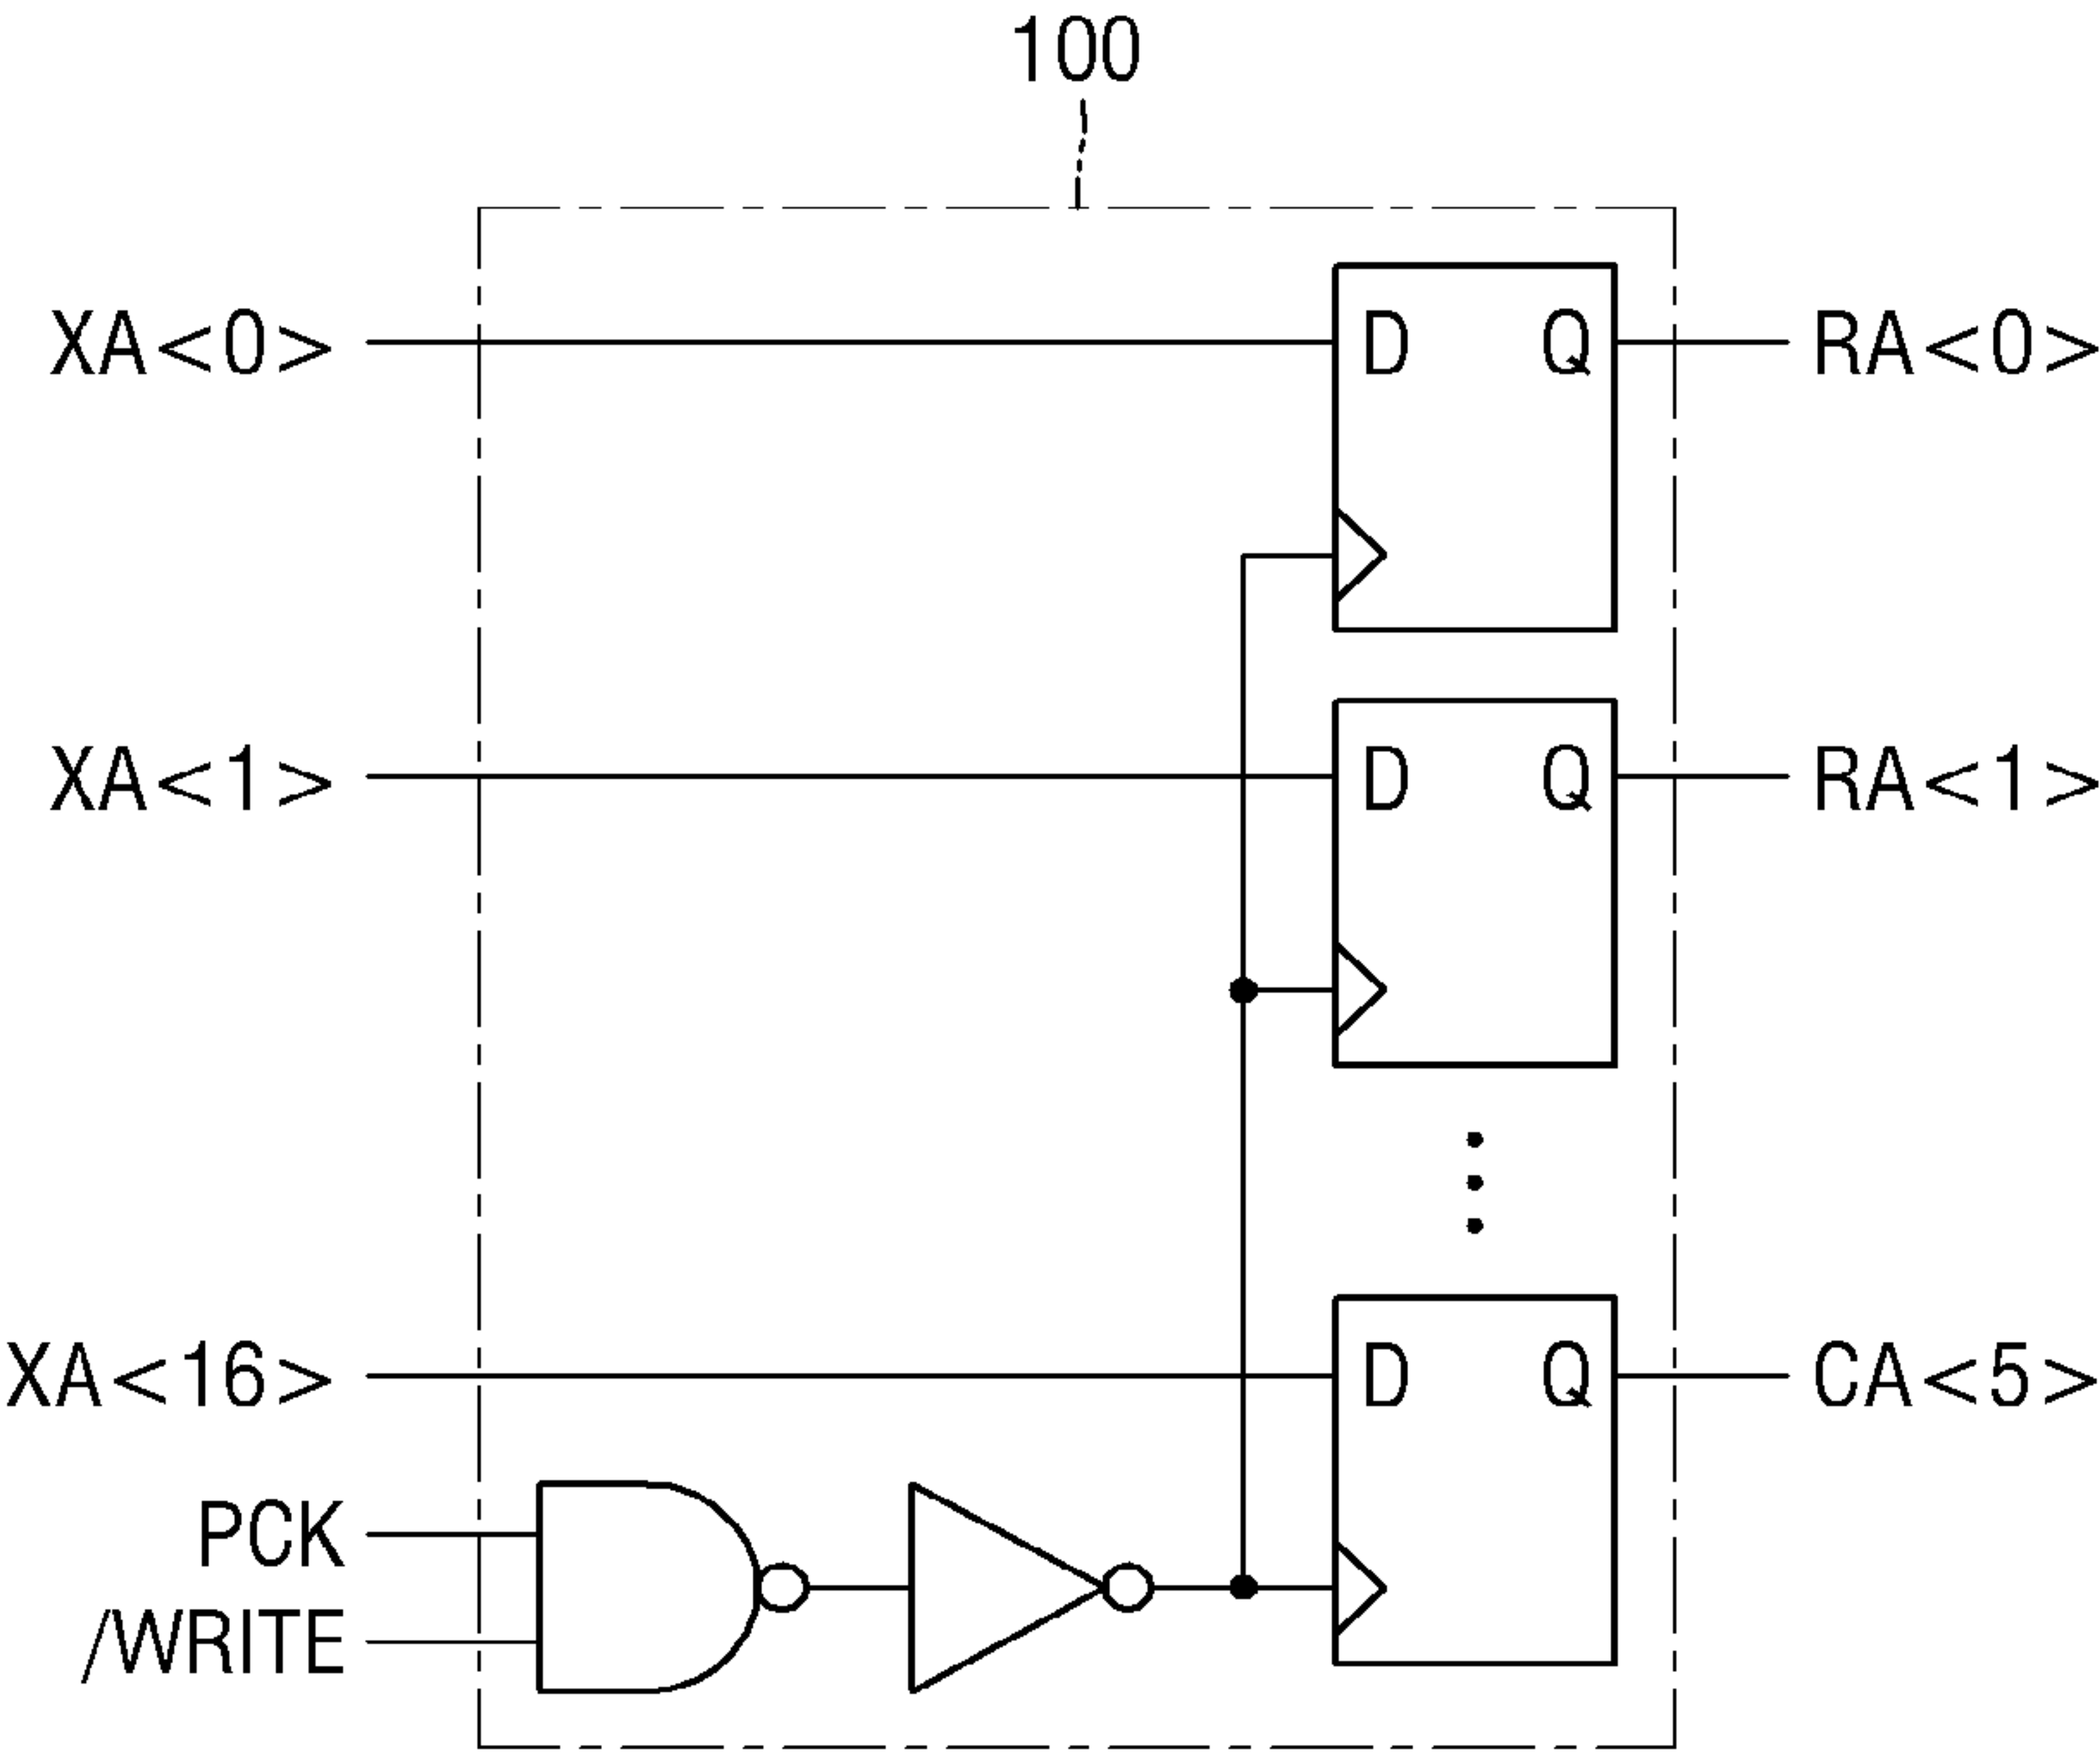 100
XA<0> D Q RA<0>
XA<1> D Q RA<1>
XA<16> D Q CA<5>
PCK
/WRITE